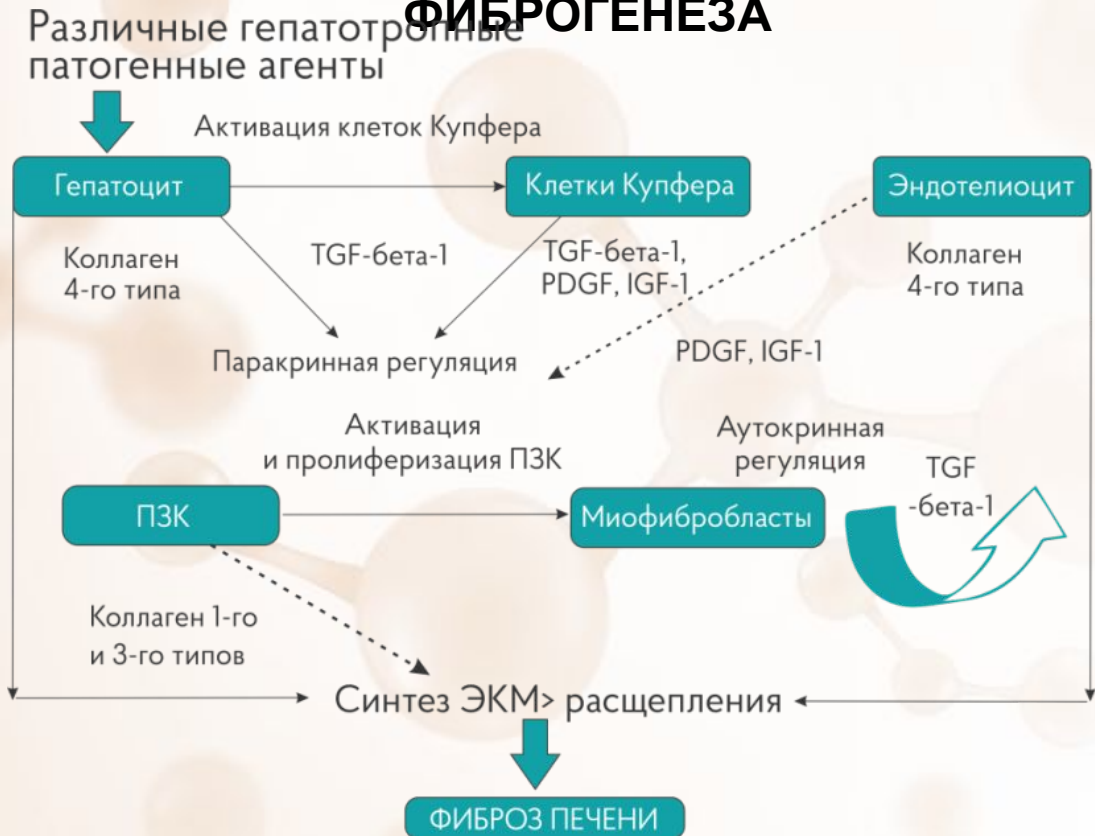 ФИБРОГЕНЕЗА
Различные гепатотропные
патогенные агенты
Активация клеток Купфера
Гепатоцит
Клетки Купфера
Эндотелиоцит
Коллаген
4-го типа
TGF-бета-1
TGF-бета-1,
PDGF, IGF-1
Коллаген
4-го типа
PDGF, IGF-1
Паракринная регуляция
Активация
и пролиферизация ПЗК
Аутокринная
регуляция
TGF
-бета-1
ПЗК
Миофибробласты
Коллаген 1-го
и 3-го типов
Синтез ЭКМ> расщепления
ФИБРОЗ ПЕЧЕНИ